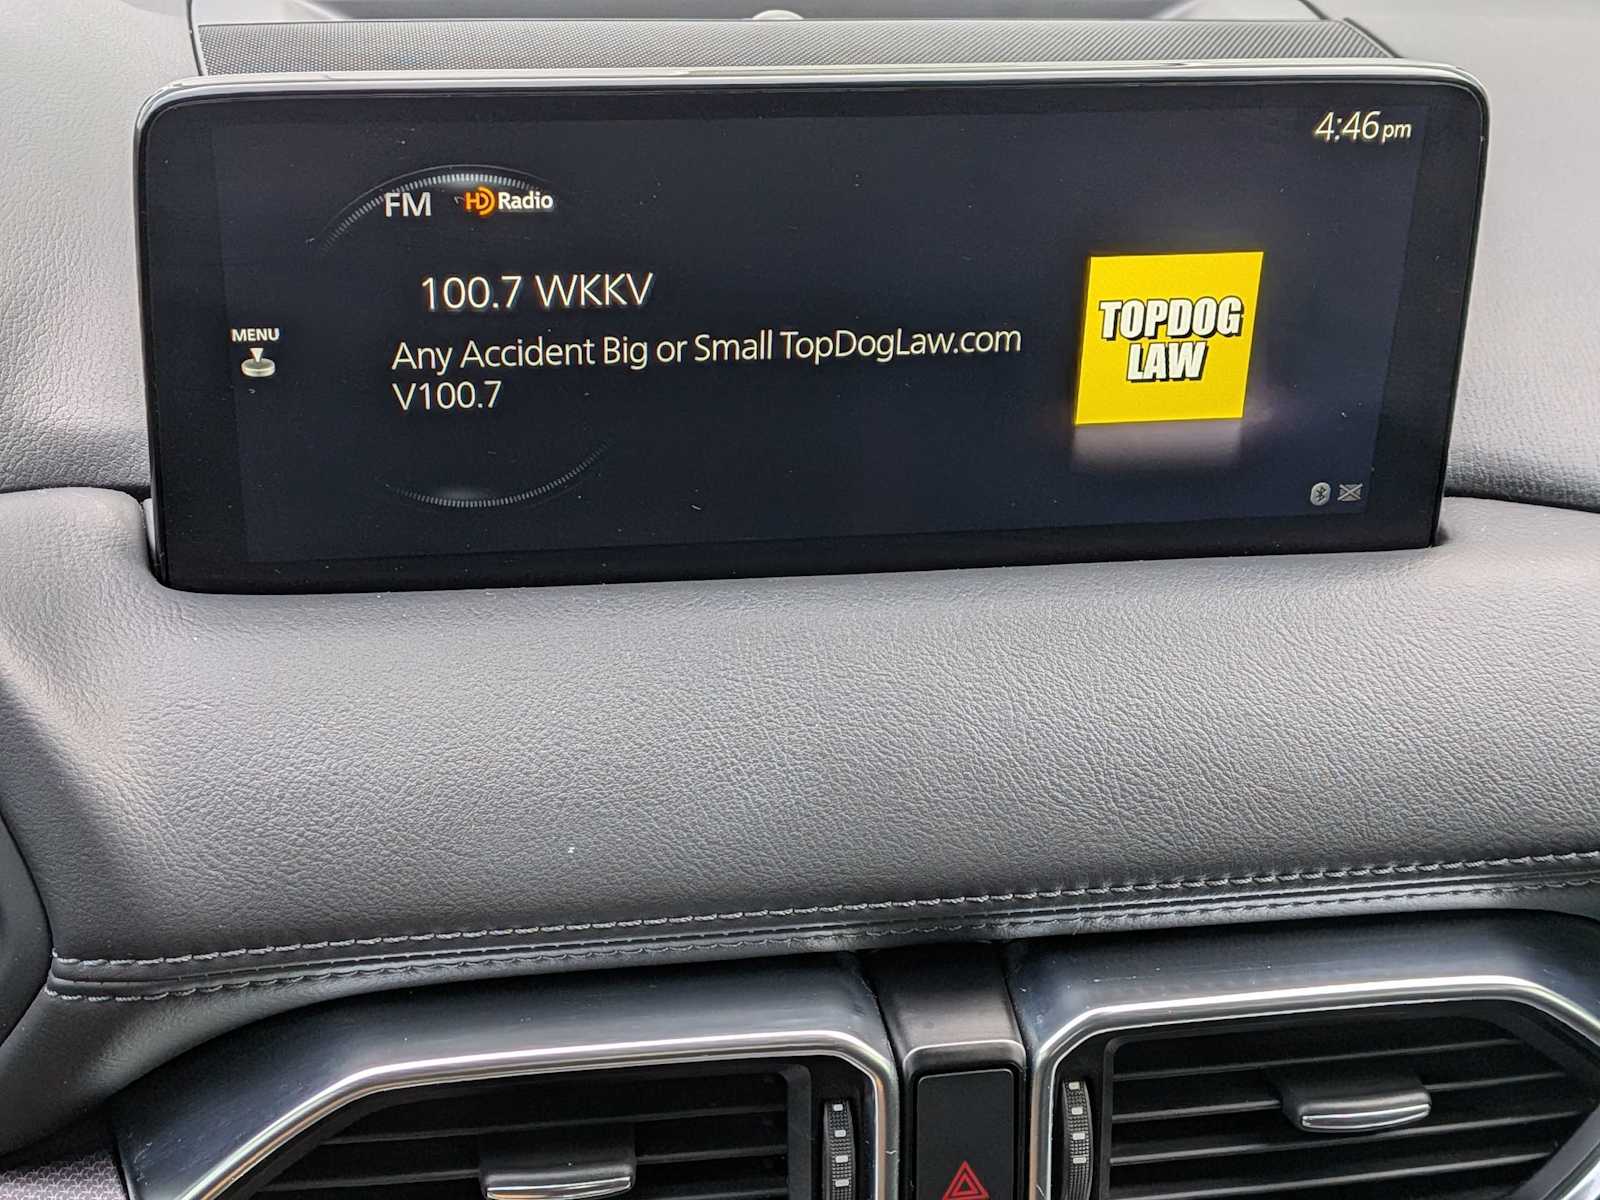 4:46pm
FM HD Radio
100.7 WKKV
MENU
Any Accident Big or Small TopDogLaw.com
V100.7
TOPDOG
LAW